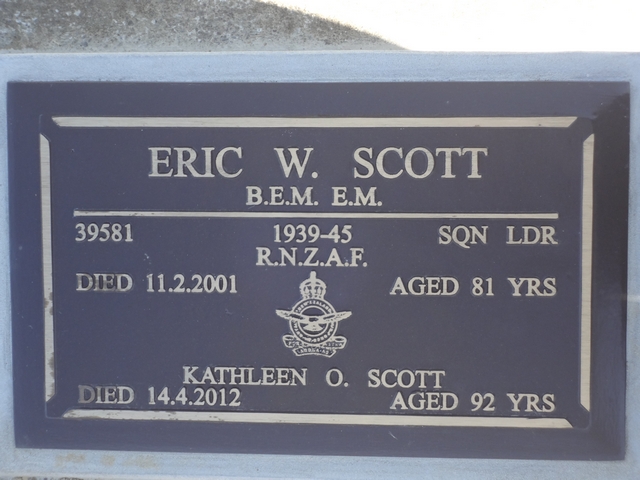 ERIC W. SCOTT
B.E.M. E.M.
39581 1939-45 SQN LDR
R.N.Z.A.F.
DIED 11.2.2001 AGED 81 YRS
KATHLEEN O. SCOTT
DIED 14.4.2012 AGED 92 YRS